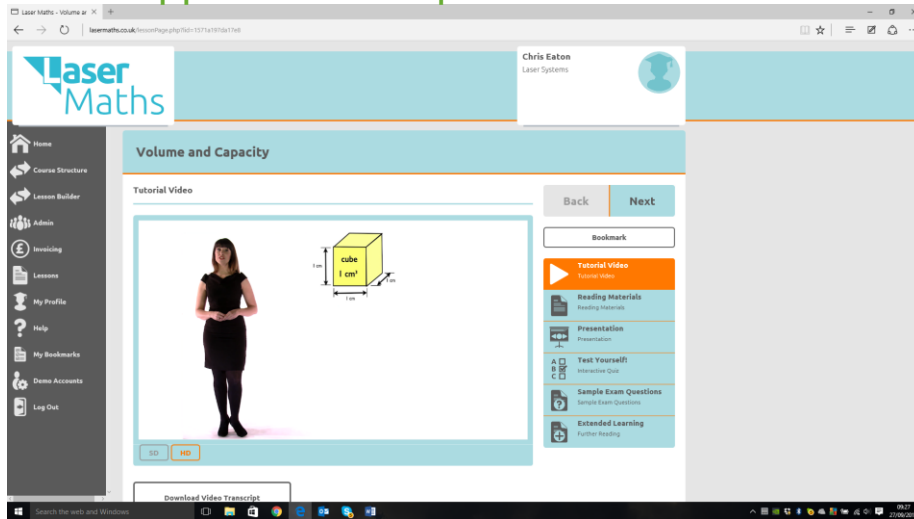 Laser Maths - Volume ar
lasermaths.co.uk/lessonPage.php?lid=1571a197da17e8
Laser
Maths
Chris Eaton
Laser Systems
Home
Course Structure
Lesson Builder
Admin
Invoicing
Lessons
My Profile
Help
My Bookmarks
Demo Accounts
Log Out
Volume and Capacity
Tutorial Video
cube
1 cm³
1 cm
1 cm
1 cm
SD HD
Download Video Transcript
Back Next
Bookmark
Tutorial Video
Tutorial Video
Reading Materials
Reading Materials
Presentation
Presentation
A
B
C
Test Yourself!
Interactive Quiz
Sample Exam Questions
Sample Exam Questions
Extended Learning
Further Reading
Search the web and Windows
09:27